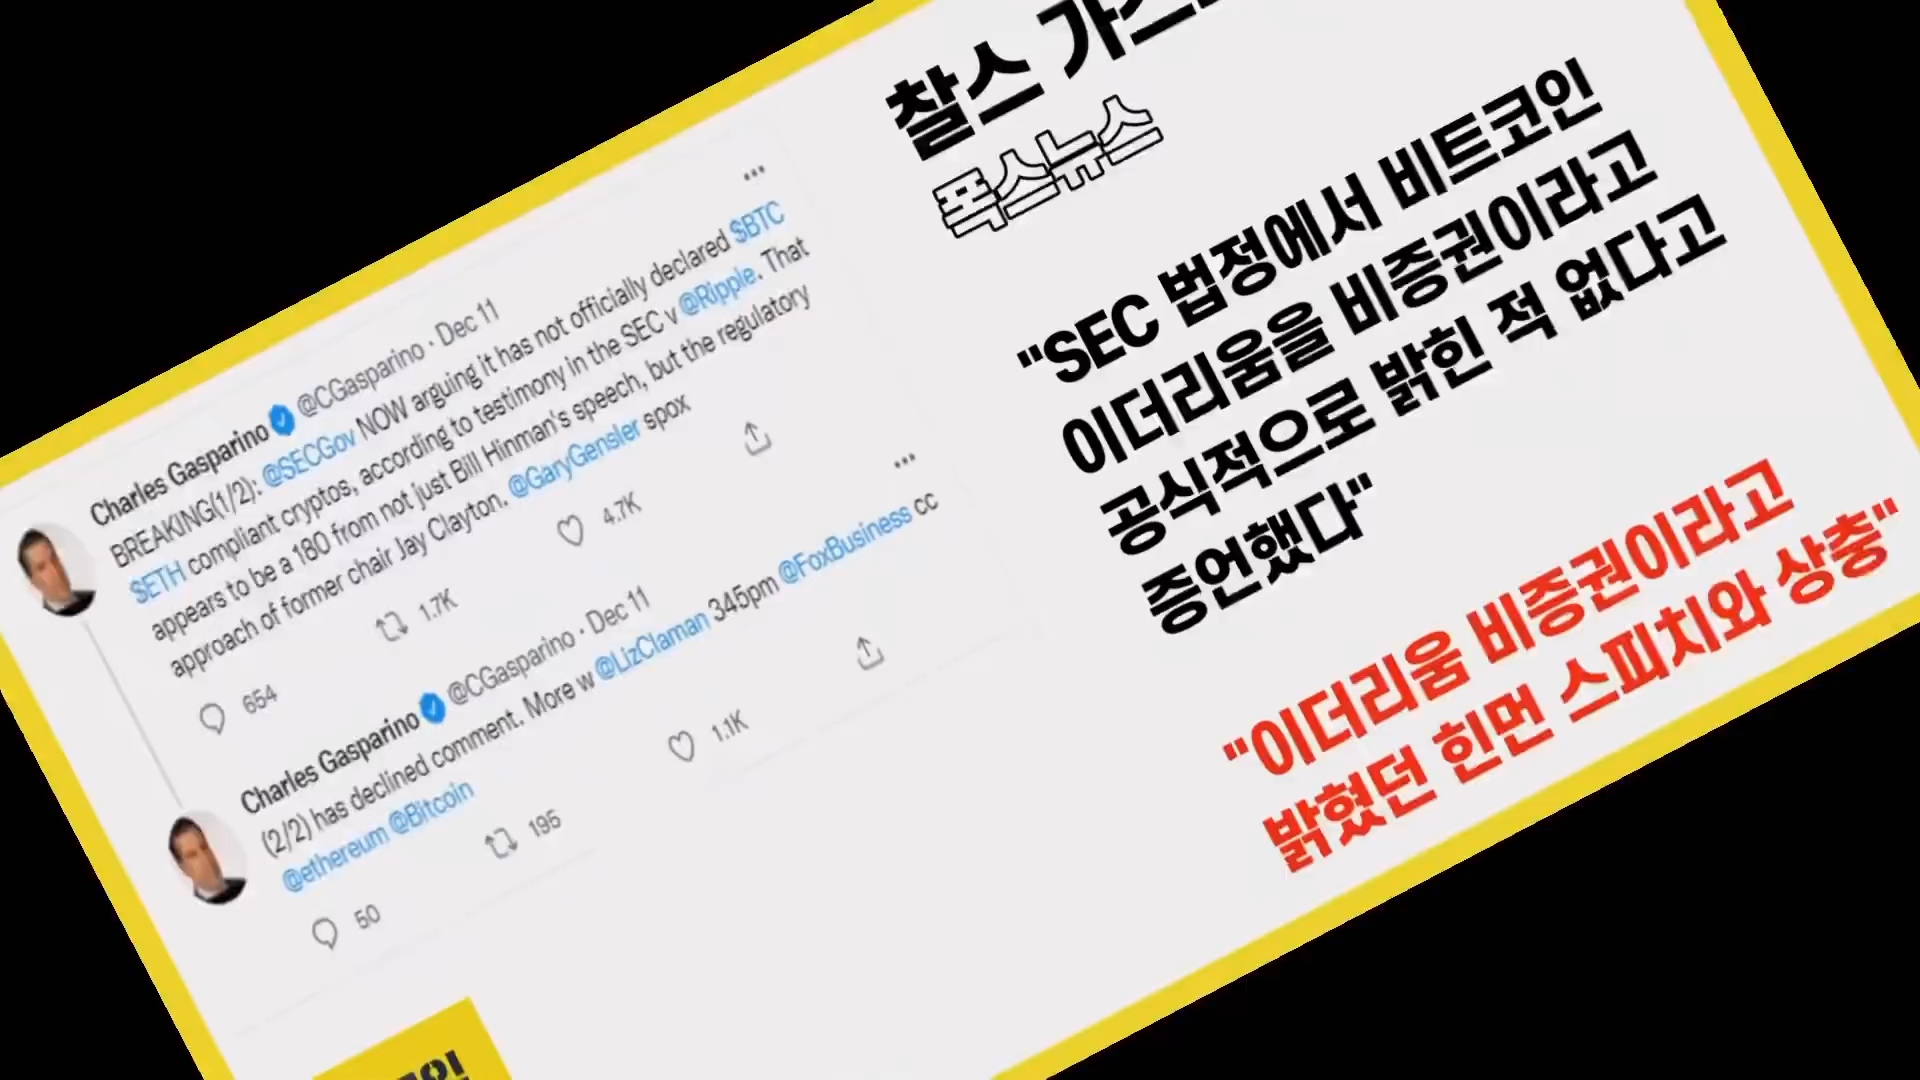 Charles Gasparino @CGasparino · Dec 11
BREAKING(1/2): @SECGov NOW arguing it has not officially declared $BTC
$ETH compliant cryptos, according to testimony in the SEC v @Ripple. That
appears to be a 180 from not just Bill Hinman's speech, but the regulatory
approach of former chair Jay Clayton. @GaryGensler spox
654 1.7K 4.7K
Charles Gasparino @CGasparino · Dec 11
(2/2) has declined comment. More w @LizClaman 345pm @FoxBusiness cc
@ethereum @Bitcoin
50 195 1.1K
찰스
폭스뉴스
"SEC 법정에서 비트코인
이더리움을 비증권이라고
공식적으로 밝힌 적 없다고
증언했다"
"이더리움 비증권이라고
밝혔던 힌먼 스피치와 상충"